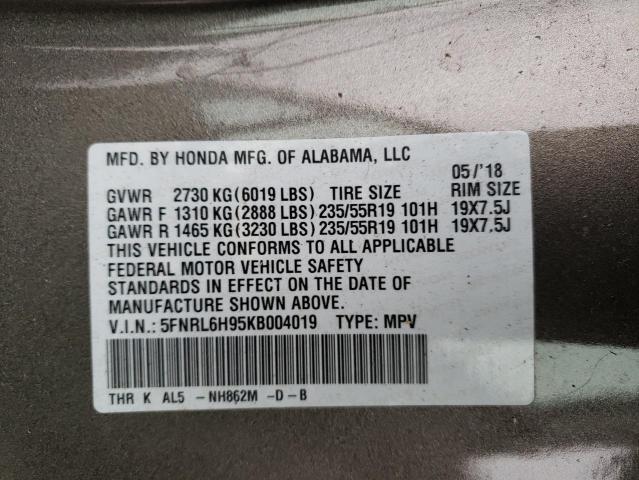 MFD. BY HONDA MFG. OF ALABAMA, LLC
05/'18
GVWR 2730 KG (6019 LBS) TIRE SIZE RIM SIZE
GAWR F 1310 KG (2888 LBS) 235/55R19 101H 19X7.5J
GAWR R 1465 KG (3230 LBS) 235/55R19 101H 19X7.5J
THIS VEHICLE CONFORMS TO ALL APPLICABLE
FEDERAL MOTOR VEHICLE SAFETY
STANDARDS IN EFFECT ON THE DATE OF
MANUFACTURE SHOWN ABOVE.
V.I.N.: 5FNRL6H95KB004019 TYPE: MPV
THR K AL5 -NH862M -D-B